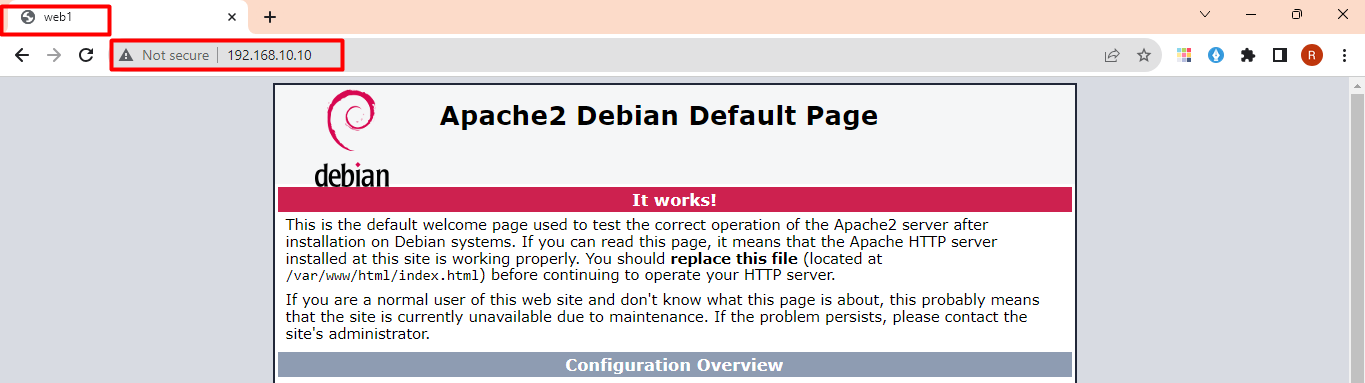 web1
Not secure 192.168.10.10
R
debian
Apache2 Debian Default Page
It works!
This is the default welcome page used to test the correct operation of the Apache2 server after
installation on Debian systems. If you can read this page, it means that the Apache HTTP server
installed at this site is working properly. You should replace this file (located at
/var/www/html/index.html) before continuing to operate your HTTP server.
If you are a normal user of this web site and don't know what this page is about, this probably means
that the site is currently unavailable due to maintenance. If the problem persists, please contact the
site's administrator.
Configuration Overview